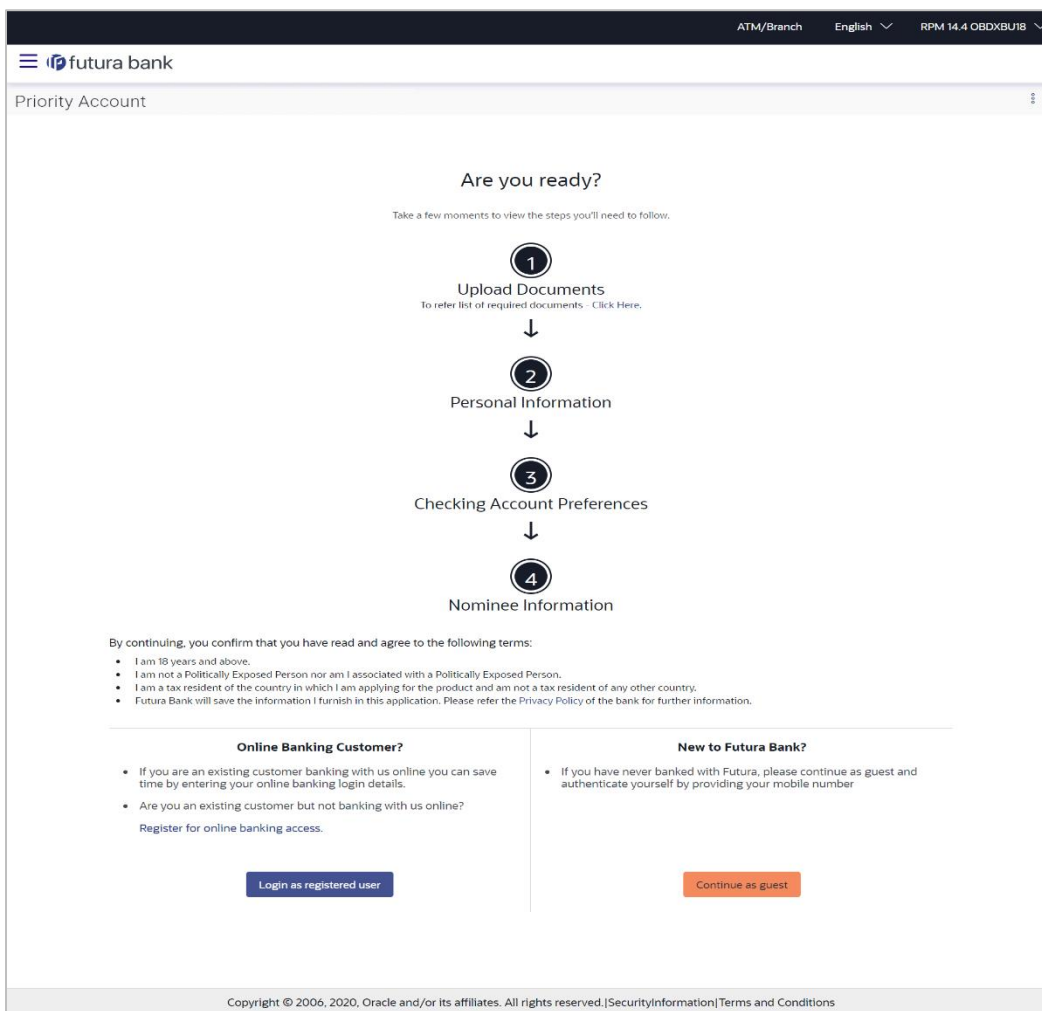 ATM/Branch English RPM 14.4 OBDXBU18
futura bank
Priority Account
Are you ready?
Take a few moments to view the steps you'll need to follow.
1
Upload Documents
To refer list of required documents - Click Here.
2
Personal Information
3
Checking Account Preferences
4
Nominee Information
By continuing, you confirm that you have read and agree to the following terms:
• I am 18 years and above.
• I am not a Politically Exposed Person nor am I associated with a Politically Exposed Person.
• I am a tax resident of the country in which I am applying for the product and am not a tax resident of any other country.
• Futura Bank will save the information I furnish in this application. Please refer the Privacy Policy of the bank for further information.
Online Banking Customer?
• If you are an existing customer banking with us online you can save
time by entering your online banking login details.
• Are you an existing customer but not banking with us online?
Register for online banking access.
Login as registered user
New to Futura Bank?
• If you have never banked with Futura, please continue as guest and
authenticate yourself by providing your mobile number
Continue as guest
Copyright © 2006, 2020, Oracle and/or its affiliates. All rights reserved.|SecurityInformation|Terms and Conditions